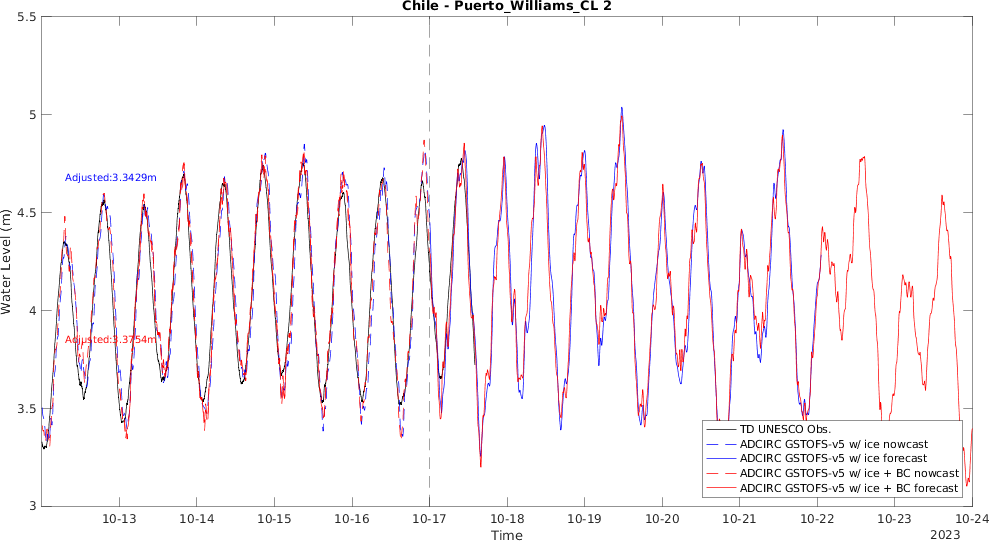 Chile - Puerto_Williams_CL 2
5.5
5
4.5
4
3.5
3
Water Level (m)
Adjusted:3.3429m
Adjusted:3.3754m
TD UNESCO Obs.
ADCIRC GSTOFS-v5 w/ ice nowcast
ADCIRC GSTOFS-v5 w/ ice forecast
ADCIRC GSTOFS-v5 w/ ice + BC nowcast
ADCIRC GSTOFS-v5 w/ ice + BC forecast
10-13 10-14 10-15 10-16 10-17 10-18 10-19 10-20 10-21 10-22 10-23 10-24
Time
2023